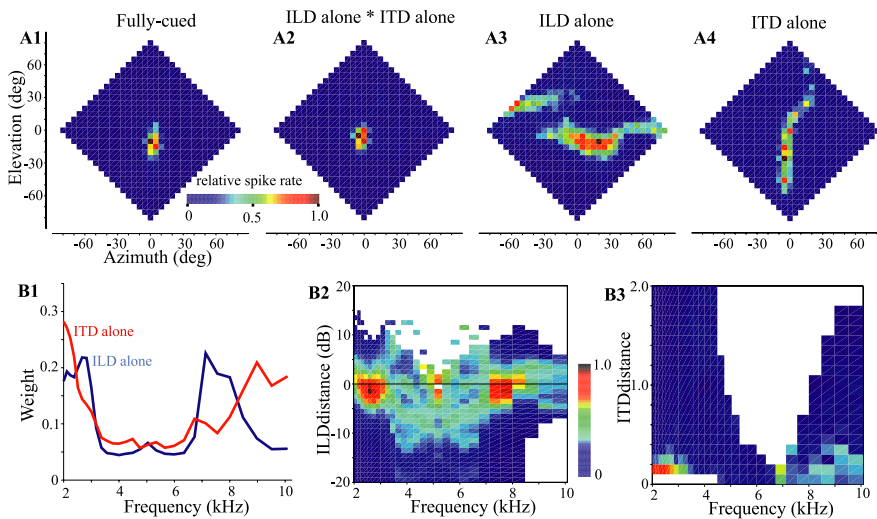 Fully-cued
ILD alone * ITD alone
ILD alone
ITD alone
A1
A2
A3
A4
Elevation (deg)
60
30
0
-30
-60
relative spike rate
0
0.5
1.0
-60 -30 0 30 60
-60 -30 0 30 60
-60 -30 0 30 60
-60 -30 0 30 60
Azimuth (deg)
B1
ITD alone
ILD alone
Weight
0.3
0.2
0.1
0
2 4 6 8 10
Frequency (kHz)
B2
ILDdistance (dB)
20
10
0
-10
-20
2 4 6 8 10
Frequency (kHz)
1.0
0
B3
ITDdistance
2.0
1.0
0
2 4 6 8 10
Frequency (kHz)